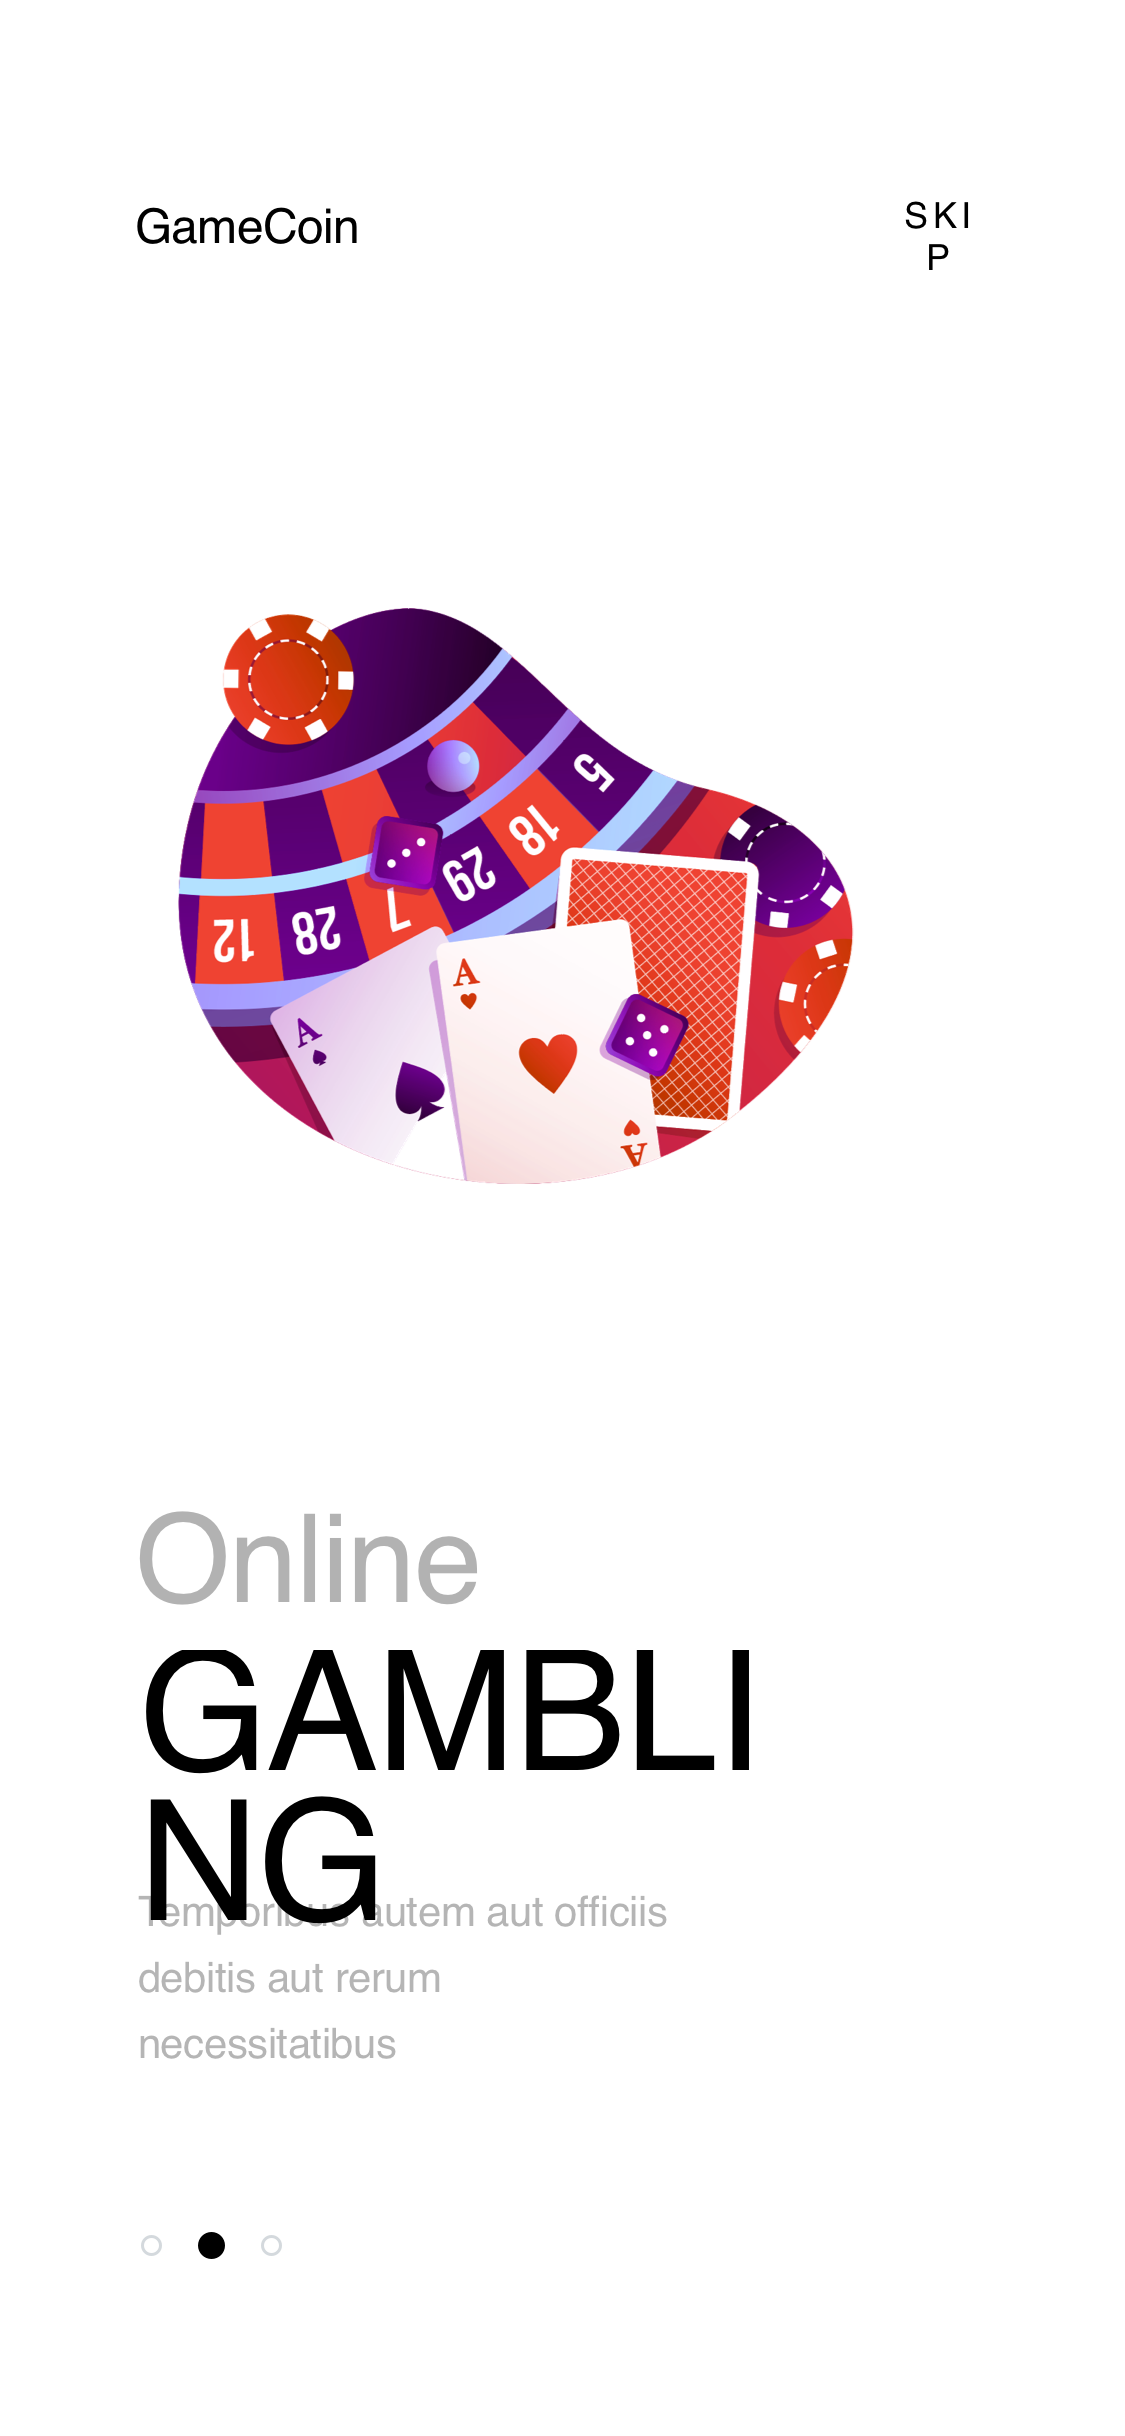 GameCoin
SKI
P
5
18
29
7
28
12
A
A
A
Online
GAMBLI
NG
Temporibus autem aut officiis
debitis aut rerum
necessitatibus